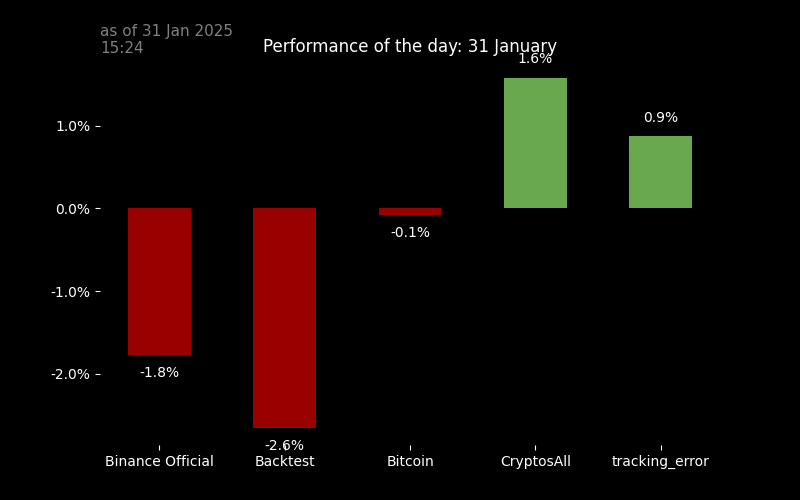 as of 31 Jan 2025
15:24
Performance of the day: 31 January
1.6%
1.0%
0.9%
0.0%
-0.1%
-1.0%
-1.8%
-2.0%
-2.6%
Binance Official
Backtest
Bitcoin
CryptosAll
tracking_error